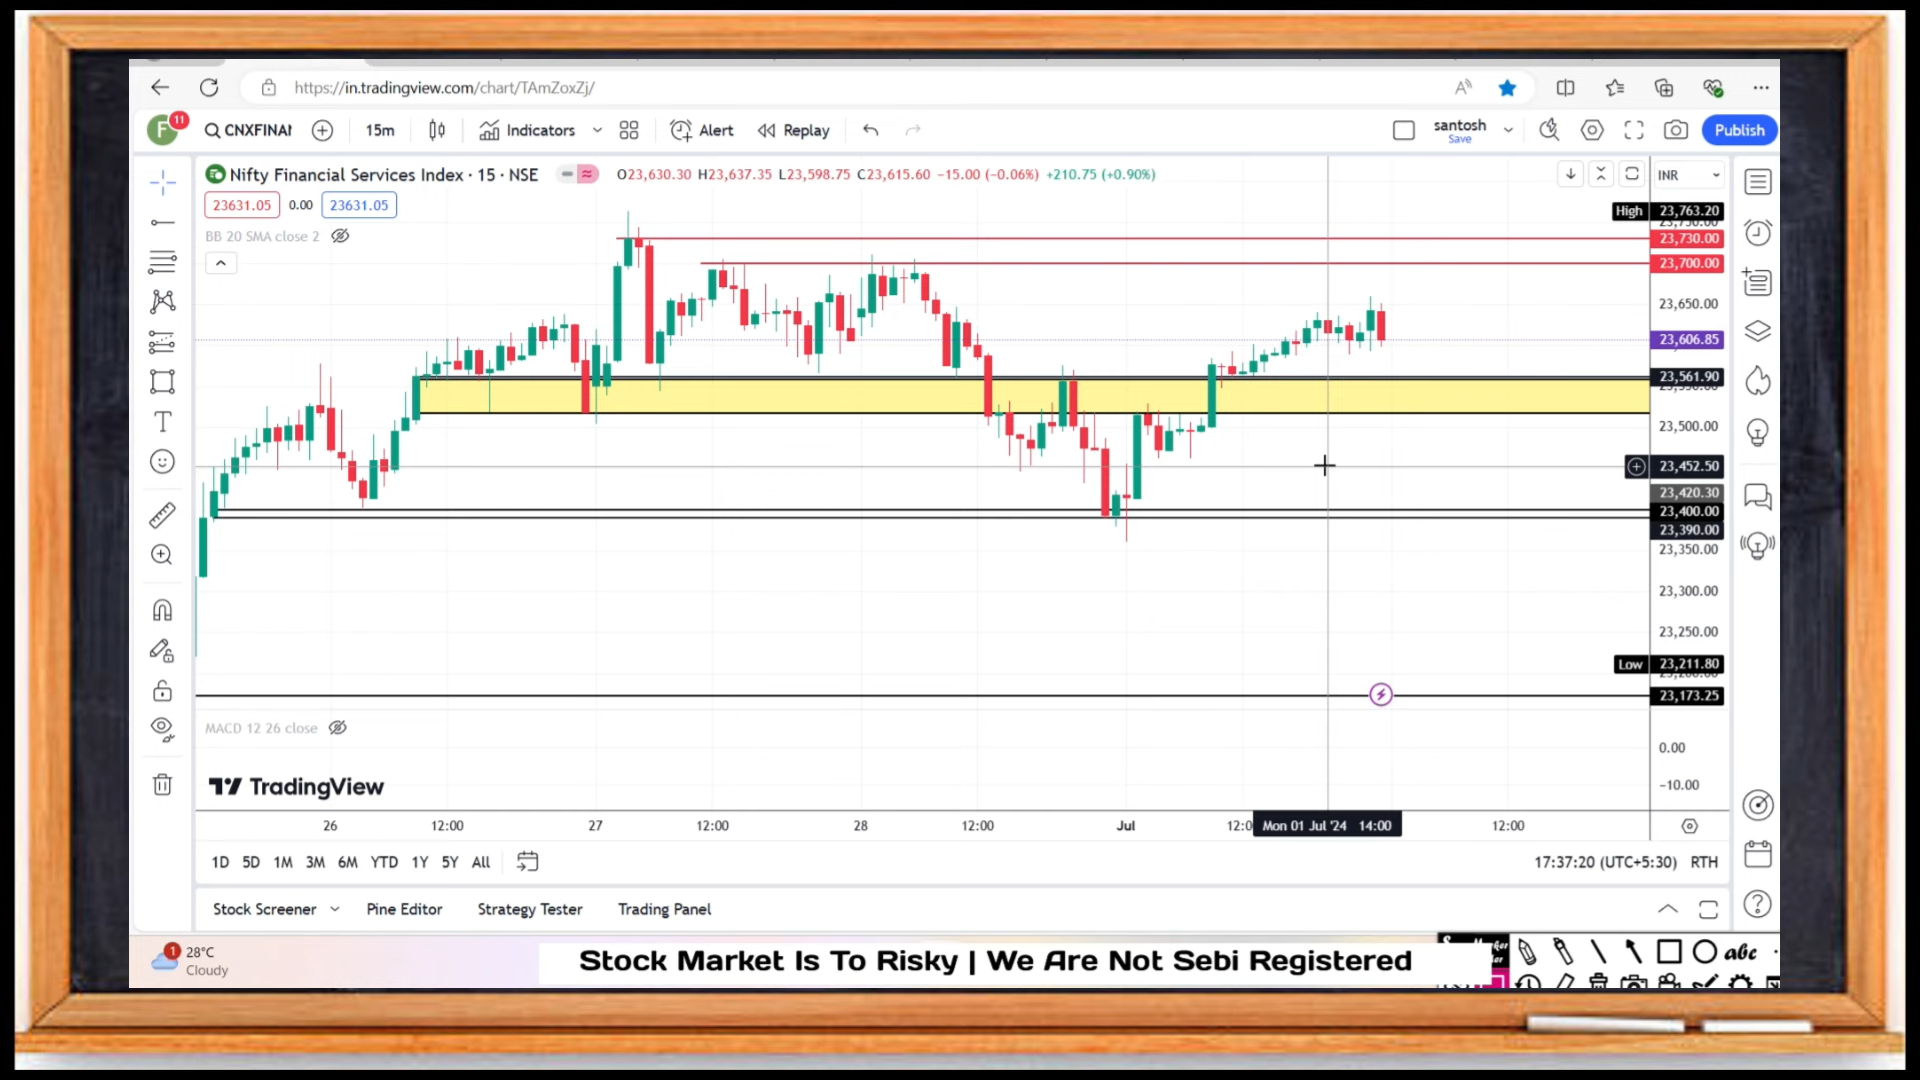 https://in.tradingview.com/chart/TAmZoxZj/
F 11 CNXFINAN 15m Indicators Alert Replay santosh Save Publish
Nifty Financial Services Index · 15 · NSE O23,630.30 H23,637.35 L23,598.75 C23,615.60 −15.00 (−0.06%) +210.75 (+0.90%) INR
23631.05 0.00 23631.05
High 23,763.20
BB 20 SMA close 2
23,730.00
23,700.00
23,650.00
23,606.85
23,561.90
23,500.00
23,452.50
23,420.30
23,400.00
23,390.00
23,350.00
23,300.00
23,250.00
Low 23,211.80
23,173.25
MACD 12 26 close
0.00
−10.00
TradingView
26 12:00 27 12:00 28 12:00 Jul Mon 01 Jul '24 14:00 12:00
1D 5D 1M 3M 6M YTD 1Y 5Y All 17:37:20 (UTC+5:30) RTH
Stock Screener Pine Editor Strategy Tester Trading Panel
1 28°C
Cloudy
Stock Market Is To Risky | We Are Not Sebi Registered
abc